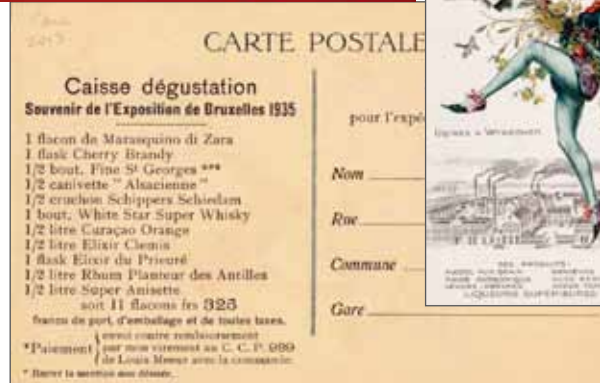 CARTE POSTALE
Caisse dégustation
Souvenir de l'Exposition de Bruxelles 1935
1 flacon de Marasquino di Zara
1 flask Cherry Brandy
1/2 bout. Fine St Georges ***
1/2 canivette "Alsacienne"
1/2 cruchon Schippers Schiedam
1 bout. White Star Super Whisky
1/2 litre Curaçao Orange
1/2 litre Elixir Clemis
1 flask Elixir du Prieuré
1/2 litre Rhum Planteur des Antilles
1/2 litre Super Anisette
soit 11 flacons frs 325
franco de port, d'emballage et de toutes taxes.
*Paiement
envoi contre remboursement
par mon virement au C. C. P. 989
de Louis Meeus avec la commande.
* Biffer la mention non désirée.
pour l'expé
Nom
Rue
Commune
Gare
Usines à Wyneghem